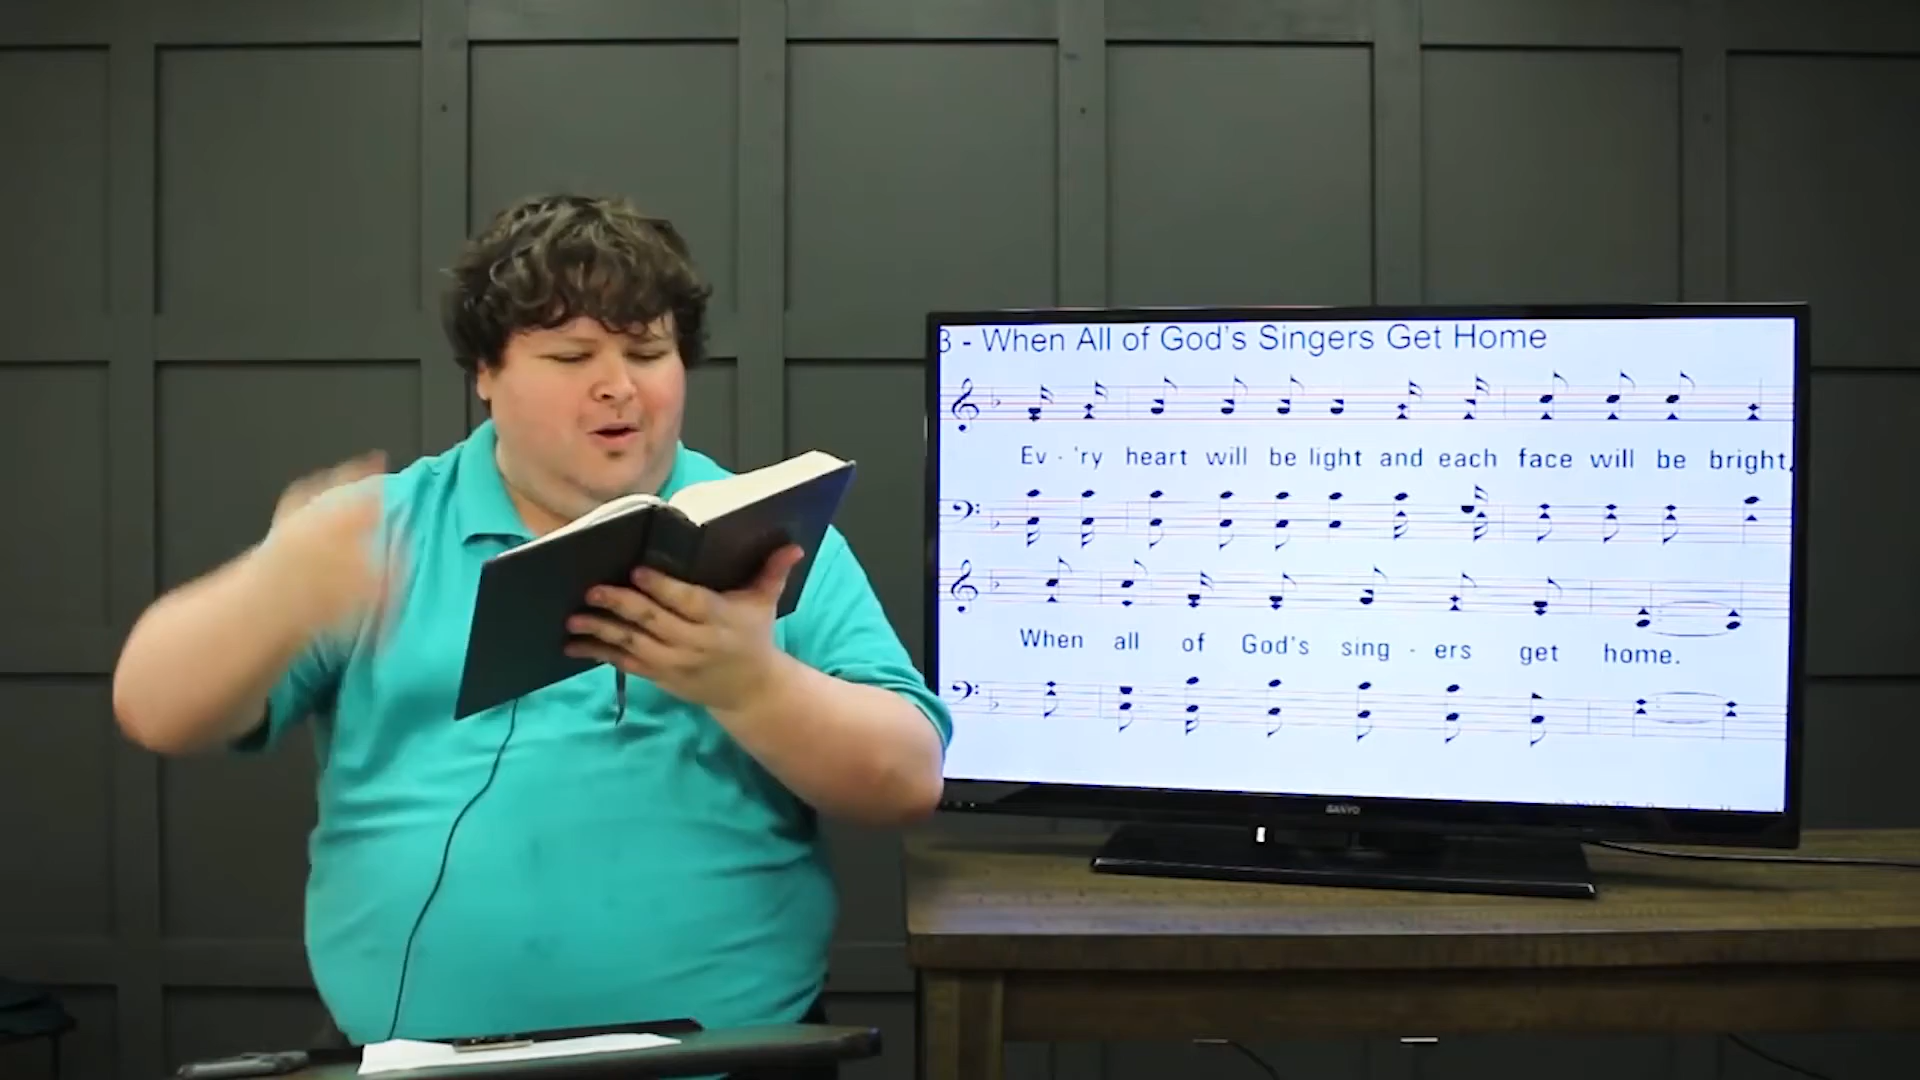 3 - When All of God's Singers Get Home
Ev - 'ry heart will be light and each face will be bright,
When all of God's sing - ers get home.
SANYO